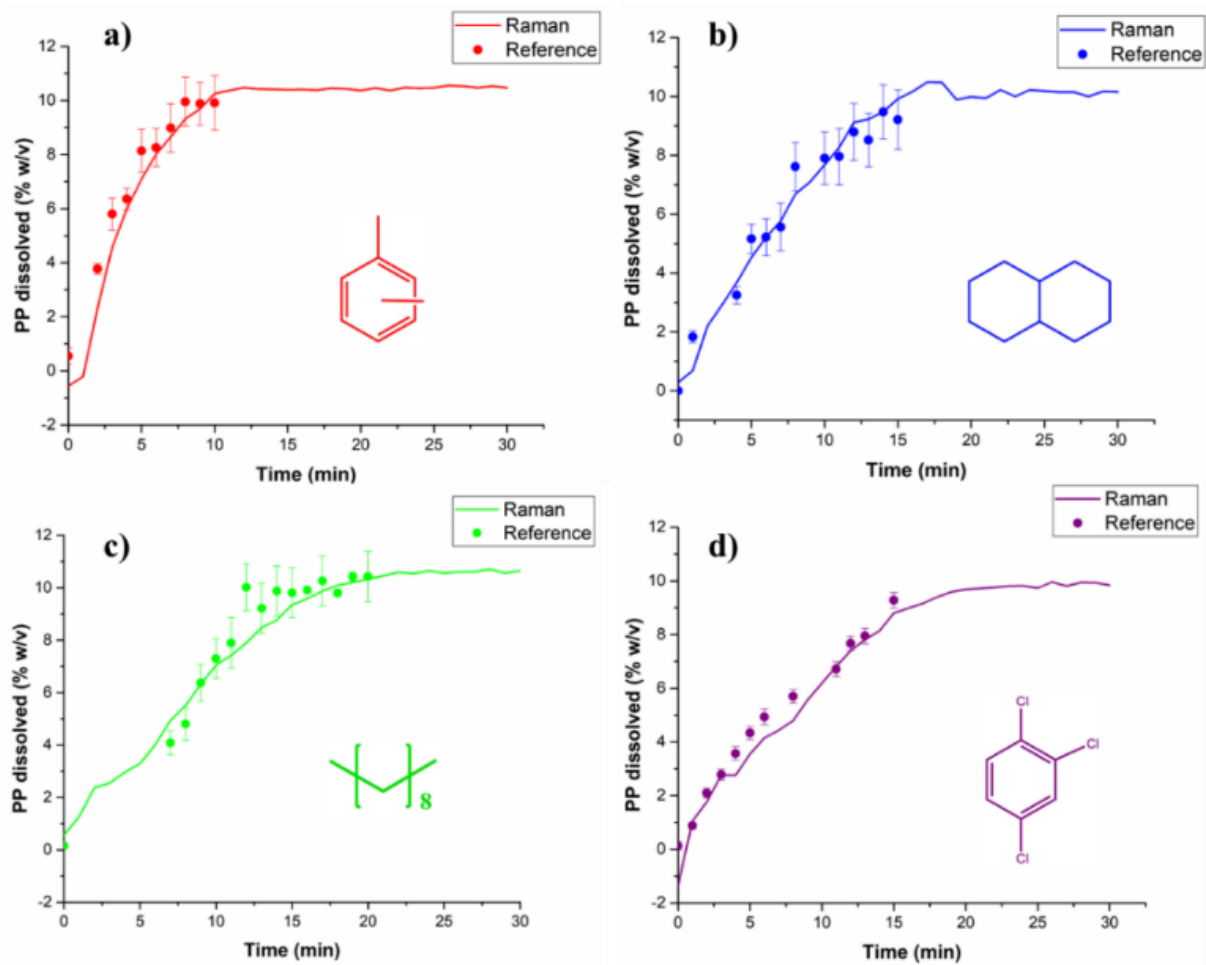 a)
Raman
Reference
PP dissolved (% w/v)
12
10
8
6
4
2
0
-2
0 5 10 15 20 25 30
Time (min)
b)
Raman
Reference
PP dissolved (% w/v)
12
10
8
6
4
2
0
0 5 10 15 20 25 30
Time (min)
c)
Raman
Reference
PP dissolved (% w/v)
12
10
8
6
4
2
0
-2
8
0 5 10 15 20 25 30
Time (min)
d)
Raman
Reference
PP dissolved (% w/v)
12
10
8
6
4
2
0
-2
Cl
Cl
Cl
0 5 10 15 20 25 30
Time (min)